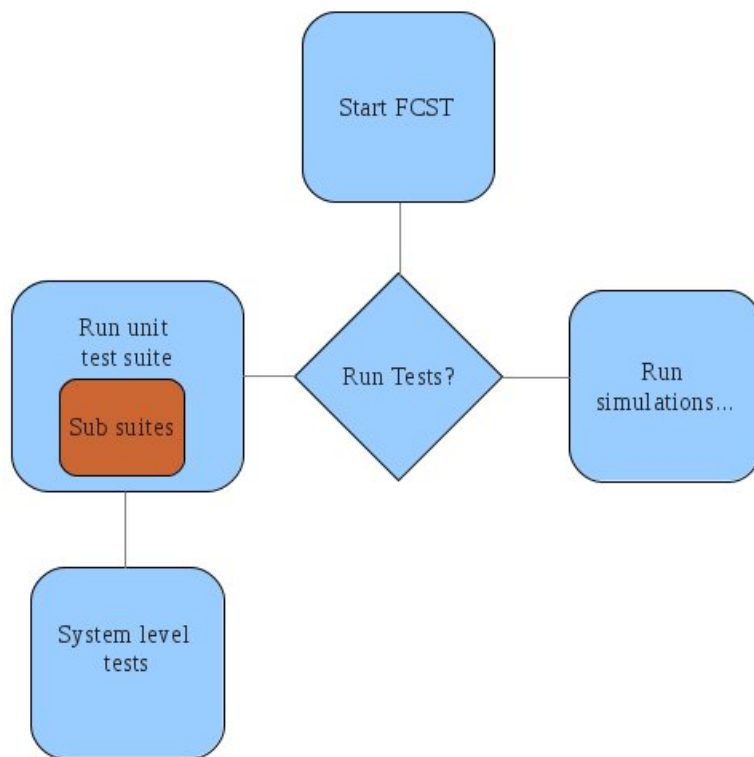 Start FCST
Run unit
test suite
Sub suites
Run Tests?
Run
simulations...
System level
tests